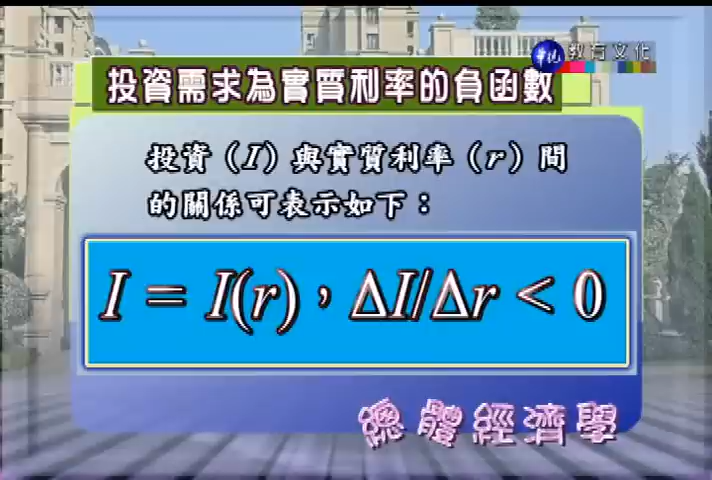 華視 教育文化
投資需求為實質利率的負函數
投資（I）與實質利率（r）間
的關係可表示如下：
I = I(r)，ΔI/Δr < 0
總體經濟學